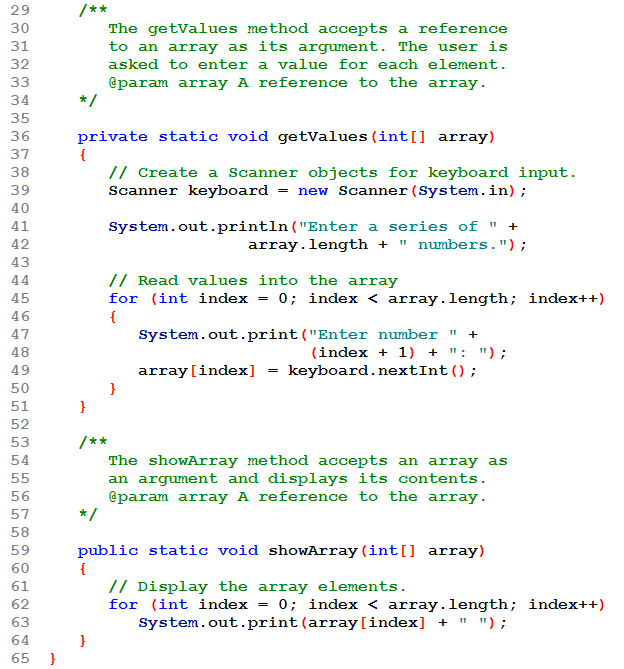 29 /**
30 The getValues method accepts a reference
31 to an array as its argument. The user is
32 asked to enter a value for each element.
33 @param array A reference to the array.
34 */
35
36 private static void getValues(int[] array)
37 {
38 // Create a Scanner objects for keyboard input.
39 Scanner keyboard = new Scanner(System.in);
40
41 System.out.println("Enter a series of " +
42 array.length + " numbers.");
43
44 // Read values into the array
45 for (int index = 0; index < array.length; index++)
46 {
47 System.out.print("Enter number " +
48 (index + 1) + ": ");
49 array[index] = keyboard.nextInt();
50 }
51 }
52
53 /**
54 The showArray method accepts an array as
55 an argument and displays its contents.
56 @param array A reference to the array.
57 */
58
59 public static void showArray(int[] array)
60 {
61 // Display the array elements.
62 for (int index = 0; index < array.length; index++)
63 System.out.print(array[index] + " ");
64 }
65 }